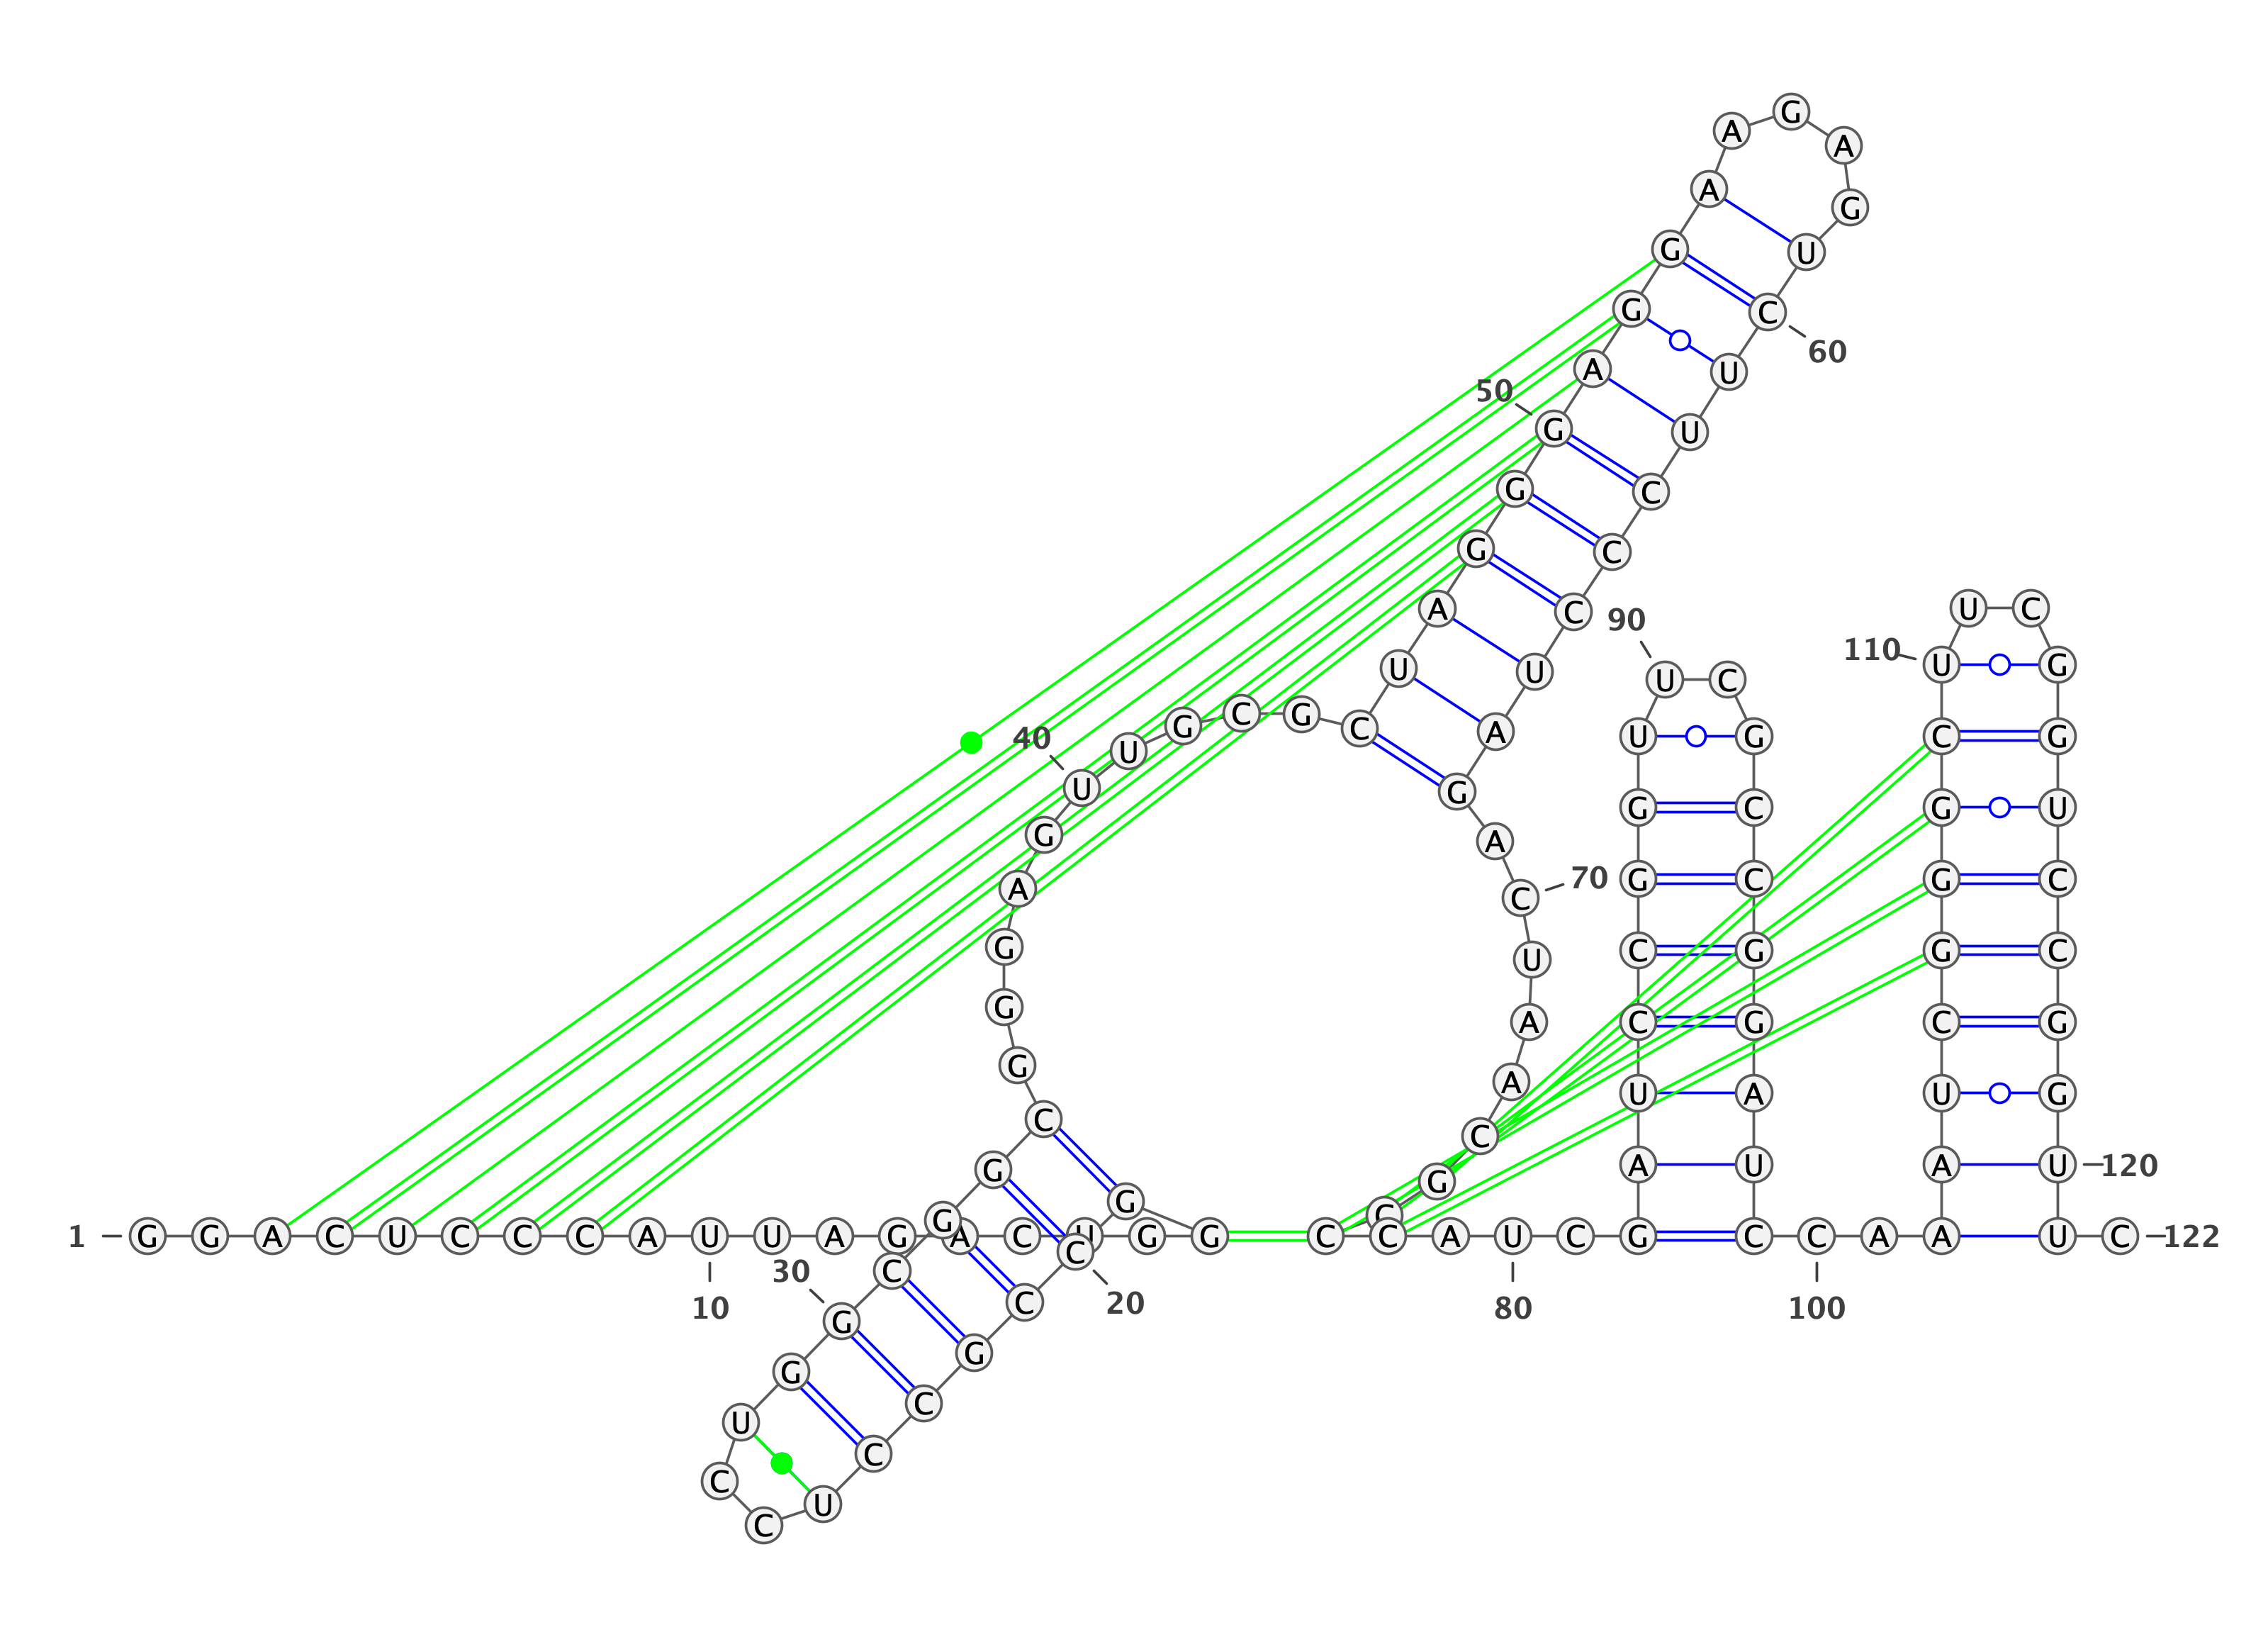 1
G G A C U C C C A U
10
U A G A C U G G
G C
20
C G C C U C C U G G
30
C G G C
G G G A G U
40
U G C G
C U A G G G
50
A G G A
A G A G
U C
60
U U C C C U A G
A C
70
U A A C G C
C C A U
80
C
G A U C C G G U
U
90
C
G C C G G A U C
C
100
A
A A U C G G G C U
110
U C
G G U C C G G U
120
U
C
122